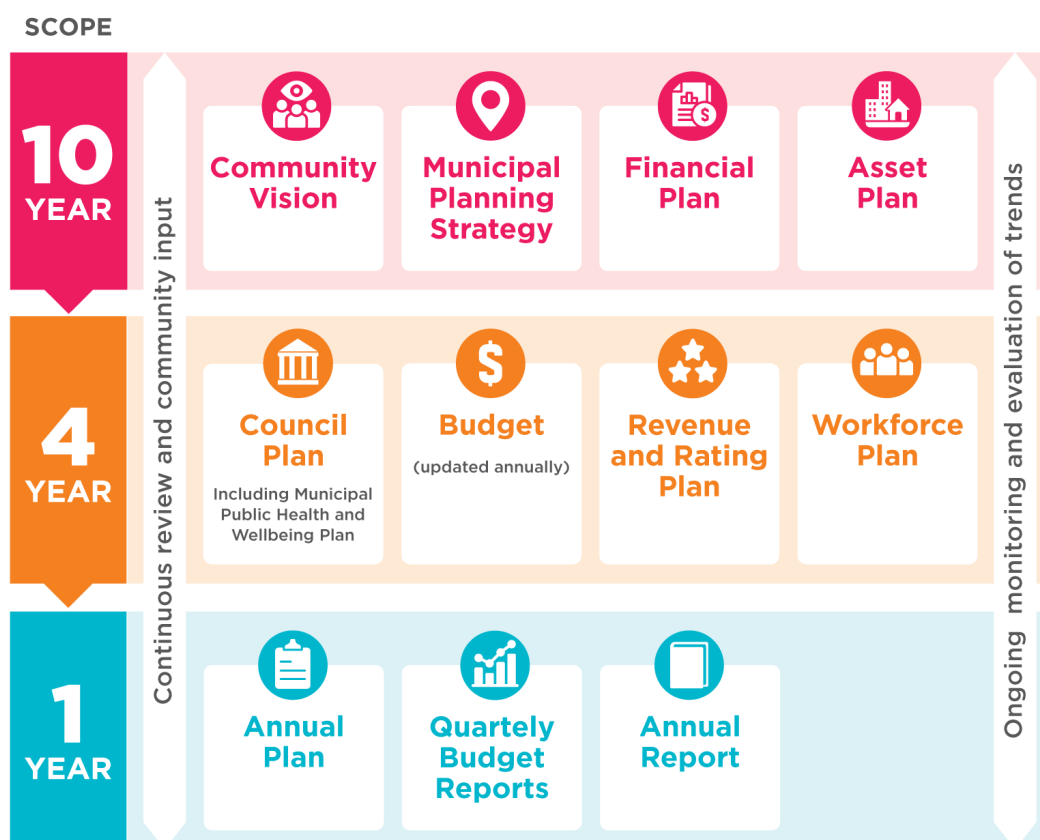 SCOPE
10
YEAR
Continuous review and community input
Community
Vision
Municipal
Planning
Strategy
Financial
Plan
Asset
Plan
Ongoing monitoring and evaluation of trends
4
YEAR
Council
Plan
Including Municipal
Public Health and
Wellbeing Plan
Budget
(updated annually)
Revenue
and Rating
Plan
Workforce
Plan
1
YEAR
Annual
Plan
Quartely
Budget
Reports
Annual
Report